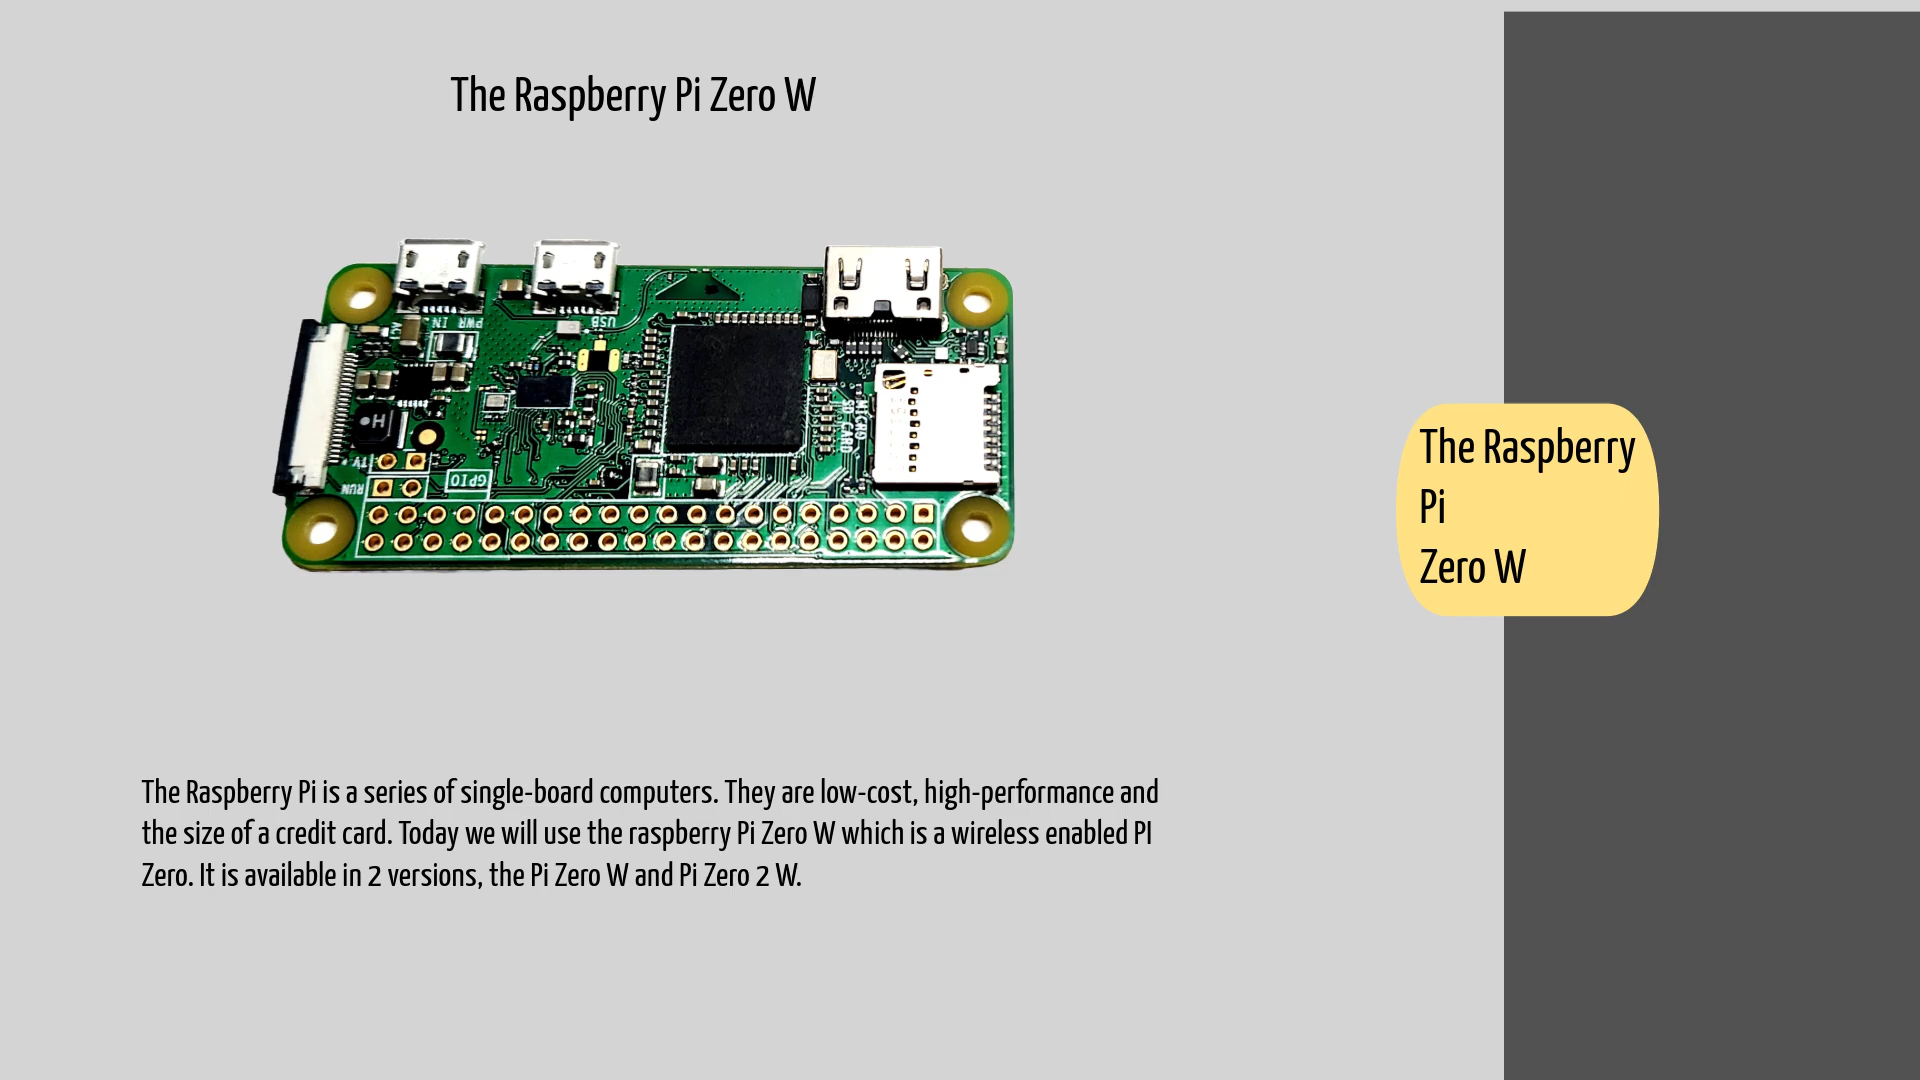 The Raspberry Pi Zero W
PWR IN
USB
MICRO
SD CARD
TV
RUN
GPIO
H
The Raspberry
Pi
Zero W
The Raspberry Pi is a series of single-board computers. They are low-cost, high-performance and
the size of a credit card. Today we will use the raspberry Pi Zero W which is a wireless enabled PI
Zero. It is available in 2 versions, the Pi Zero W and Pi Zero 2 W.